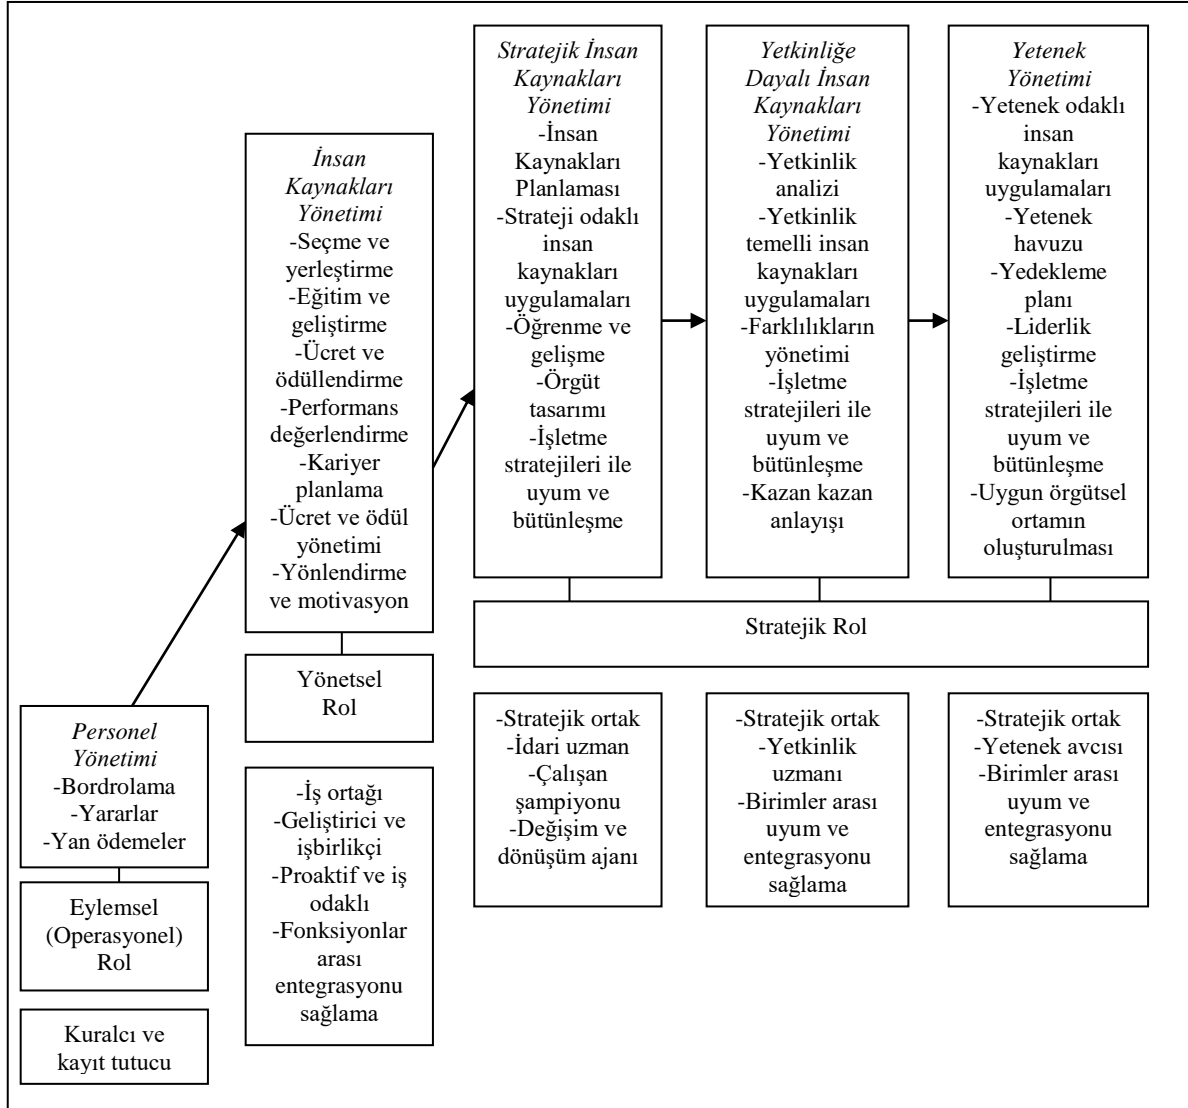 Stratejik İnsan
Kaynakları
Yönetimi
-İnsan
Kaynakları
Planlaması
-Strateji odaklı
insan
kaynakları
uygulamaları
-Öğrenme ve
gelişme
-Örgüt
tasarımı
-İşletme
stratejileri ile
uyum ve
bütünleşme
Yetkinliğe
Dayalı İnsan
Kaynakları
Yönetimi
-Yetkinlik
analizi
-Yetkinlik
temelli insan
kaynakları
uygulamaları
-Farklılıkların
yönetimi
-İşletme
stratejileri ile
uyum ve
bütünleşme
-Kazan kazan
anlayışı
Yetenek
Yönetimi
-Yetenek odaklı
insan
kaynakları
uygulamaları
-Yetenek
havuzu
-Yedekleme
planı
-Liderlik
geliştirme
-İşletme
stratejileri ile
uyum ve
bütünleşme
-Uygun örgütsel
ortamın
oluşturulması
İnsan
Kaynakları
Yönetimi
-Seçme ve
yerleştirme
-Eğitim ve
geliştirme
-Ücret ve
ödüllendirme
-Performans
değerlendirme
-Kariyer
planlama
-Ücret ve ödül
yönetimi
-Yönlendirme
ve motivasyon
Stratejik Rol
Yönetsel
Rol
Personel
Yönetimi
-Bordrolama
-Yararlar
-Yan ödemeler
-Stratejik ortak
-İdari uzman
-Çalışan
şampiyonu
-Değişim ve
dönüşüm ajanı
-Stratejik ortak
-Yetkinlik
uzmanı
-Birimler arası
uyum ve
entegrasyonu
sağlama
-Stratejik ortak
-Yetenek avcısı
-Birimler arası
uyum ve
entegrasyonu
sağlama
-İş ortağı
-Geliştirici ve
işbirlikçi
-Proaktif ve iş
odaklı
-Fonksiyonlar
arası
entegrasyonu
sağlama
Eylemsel
(Operasyonel)
Rol
Kuralcı ve
kayıt tutucu